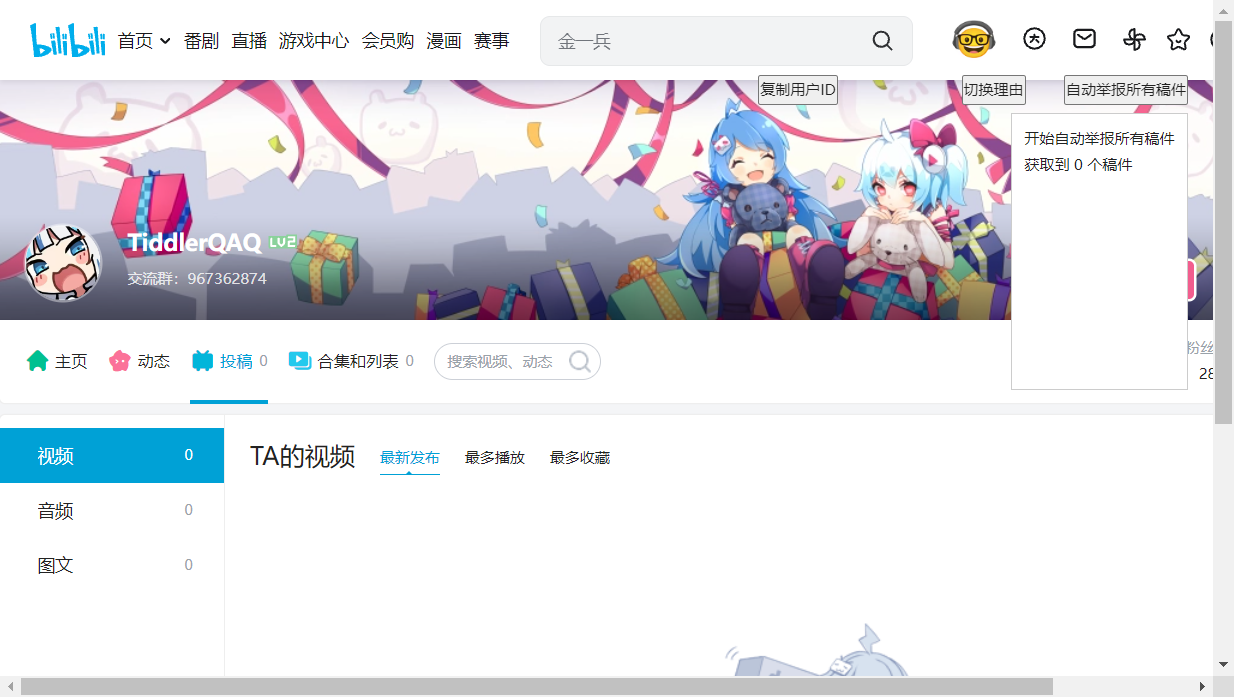 bilibili 首页 番剧 直播 游戏中心 会员购 漫画 赛事 金一兵
复制用户ID 切换理由 自动举报所有稿件
开始自动举报所有稿件
获取到 0 个稿件
TiddlerQAQ LV2
交流群：967362874
主页 动态 投稿 0 合集和列表 0 搜索视频、动态 粉丝
28
视频 0
音频 0
图文 0
TA的视频 最新发布 最多播放 最多收藏